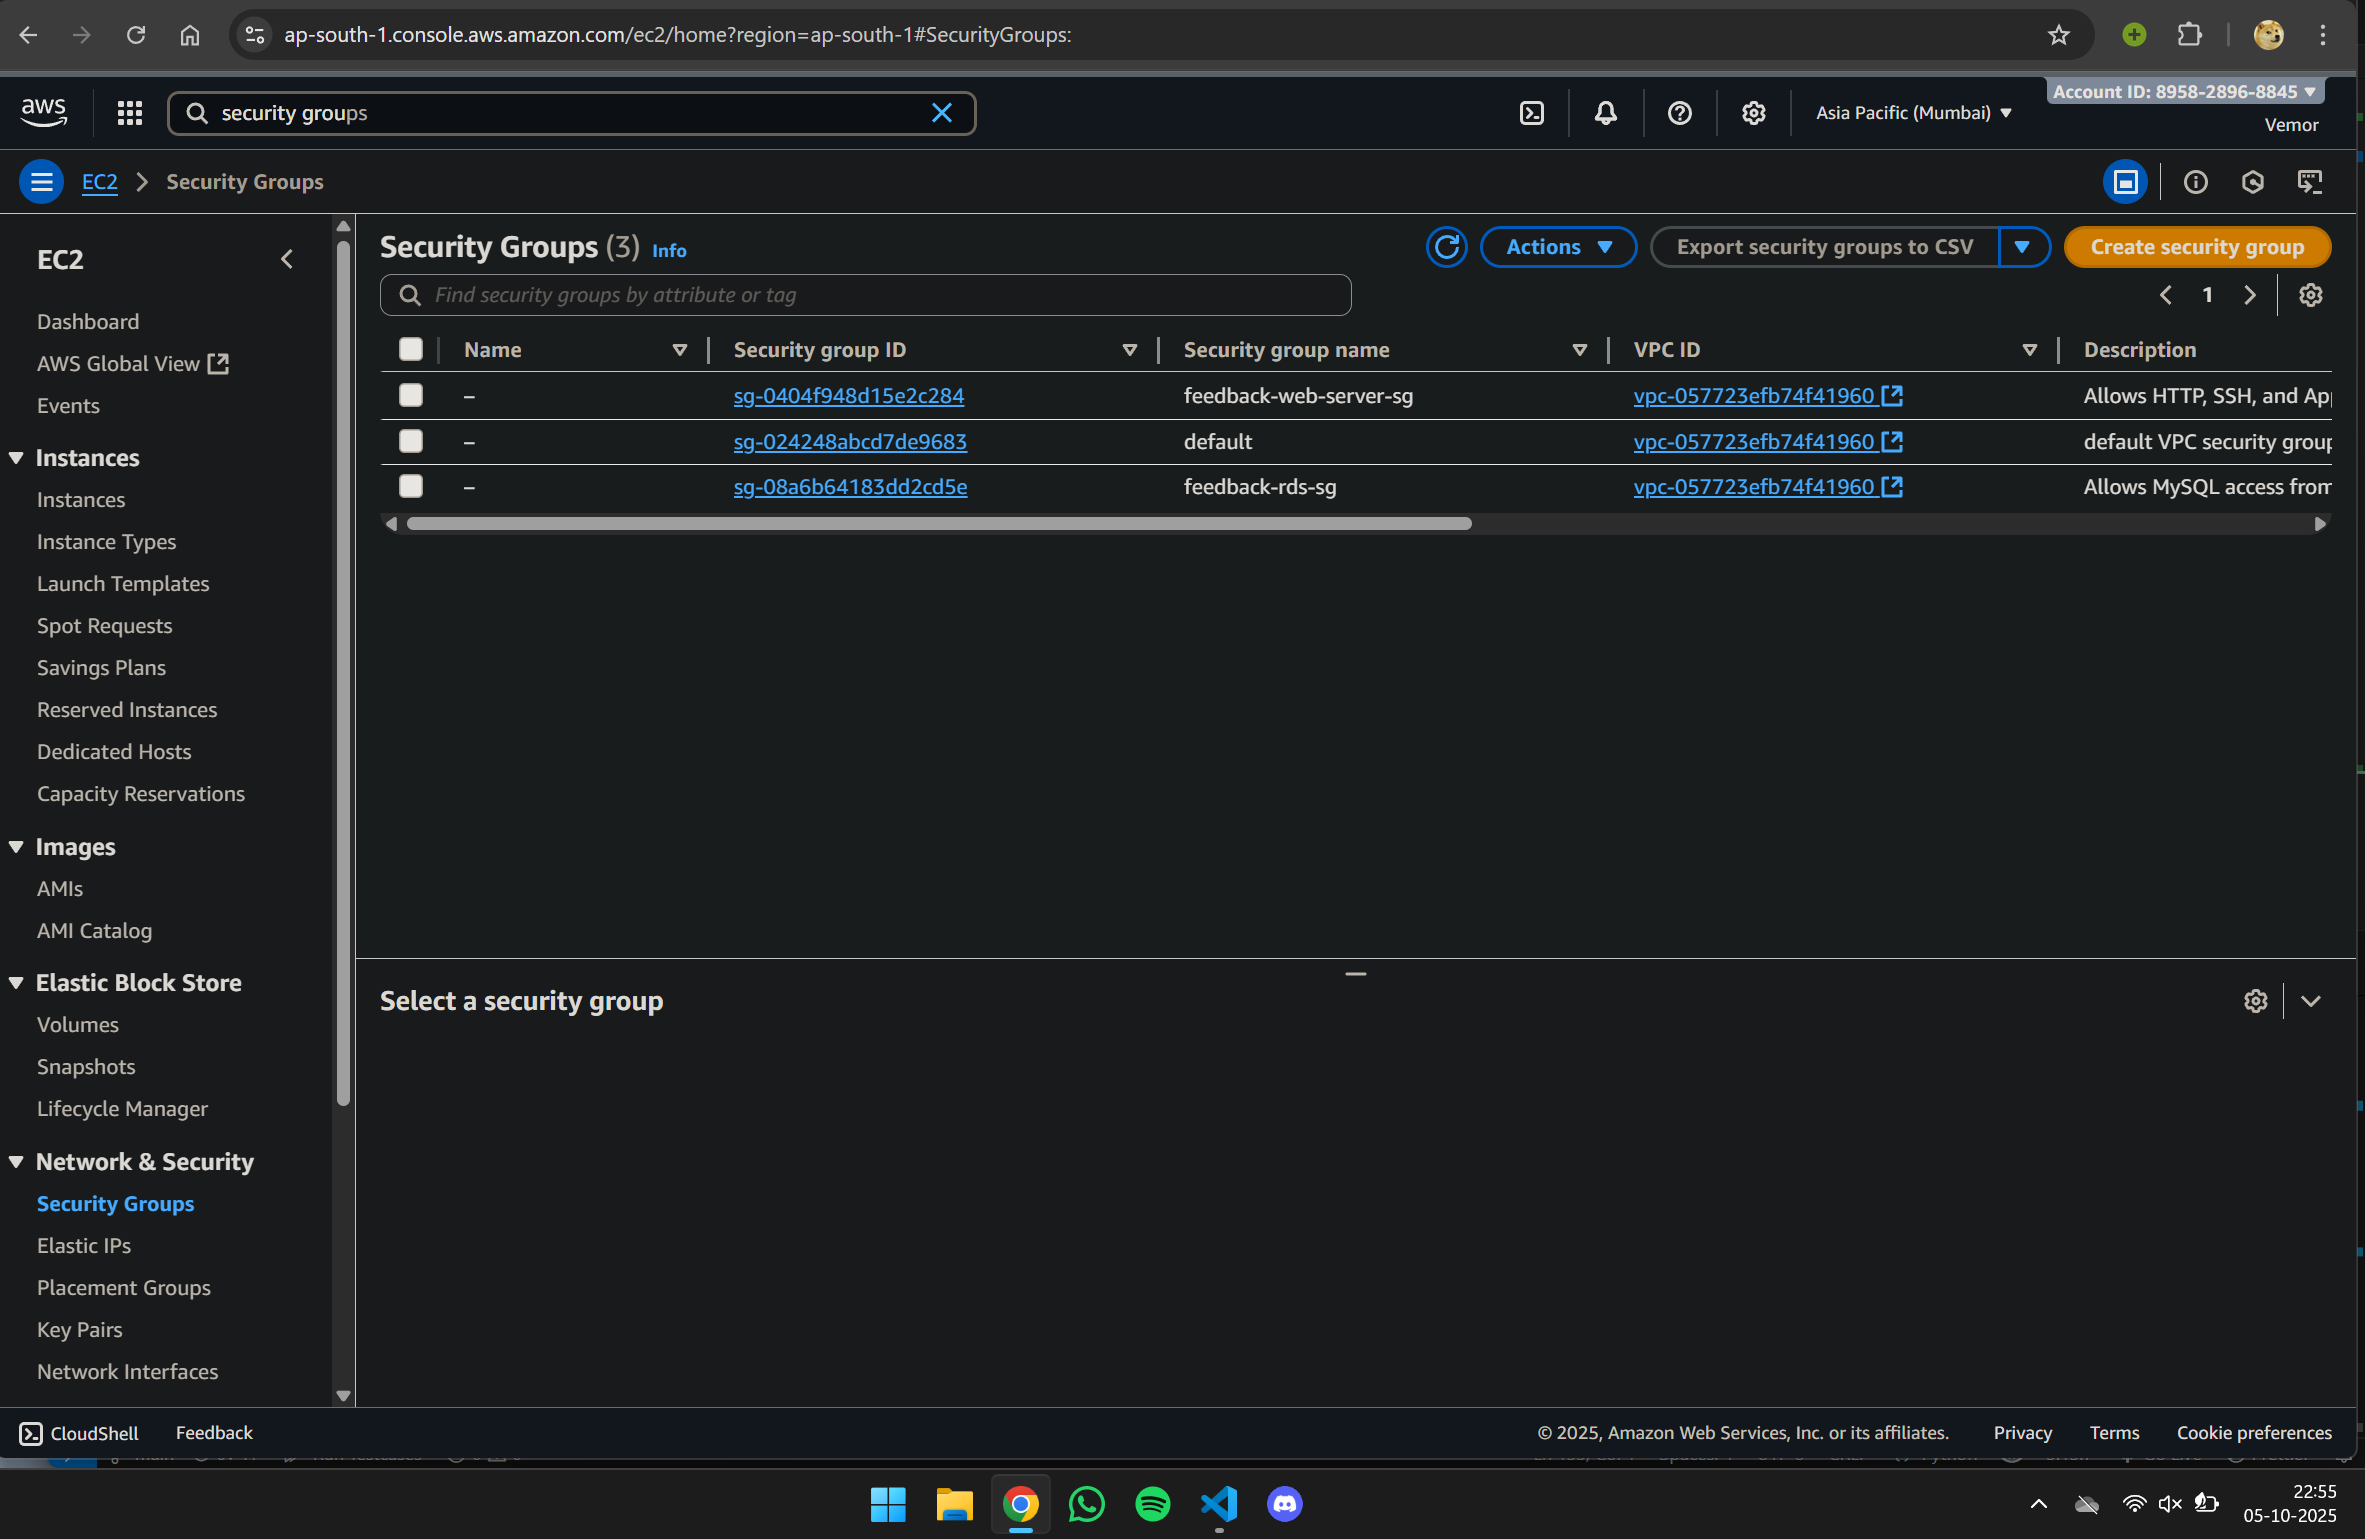 ap-south-1.console.aws.amazon.com/ec2/home?region=ap-south-1#SecurityGroups:
aws
security groups
Asia Pacific (Mumbai)
Account ID: 8958-2896-8845
Vemor
EC2
Security Groups
EC2
Dashboard
AWS Global View
Events
Instances
Instances
Instance Types
Launch Templates
Spot Requests
Savings Plans
Reserved Instances
Dedicated Hosts
Capacity Reservations
Images
AMIs
AMI Catalog
Elastic Block Store
Volumes
Snapshots
Lifecycle Manager
Network & Security
Security Groups
Elastic IPs
Placement Groups
Key Pairs
Network Interfaces
Security Groups (3) Info
Actions
Export security groups to CSV
Create security group
Find security groups by attribute or tag
1
Name Security group ID Security group name VPC ID Description
– sg-0404f948d15e2c284 feedback-web-server-sg vpc-057723efb74f41960 Allows HTTP, SSH, and Ap
– sg-024248abcd7de9683 default vpc-057723efb74f41960 default VPC security group
– sg-08a6b64183dd2cd5e feedback-rds-sg vpc-057723efb74f41960 Allows MySQL access from
Select a security group
CloudShell Feedback
© 2025, Amazon Web Services, Inc. or its affiliates. Privacy Terms Cookie preferences
22:55
05-10-2025